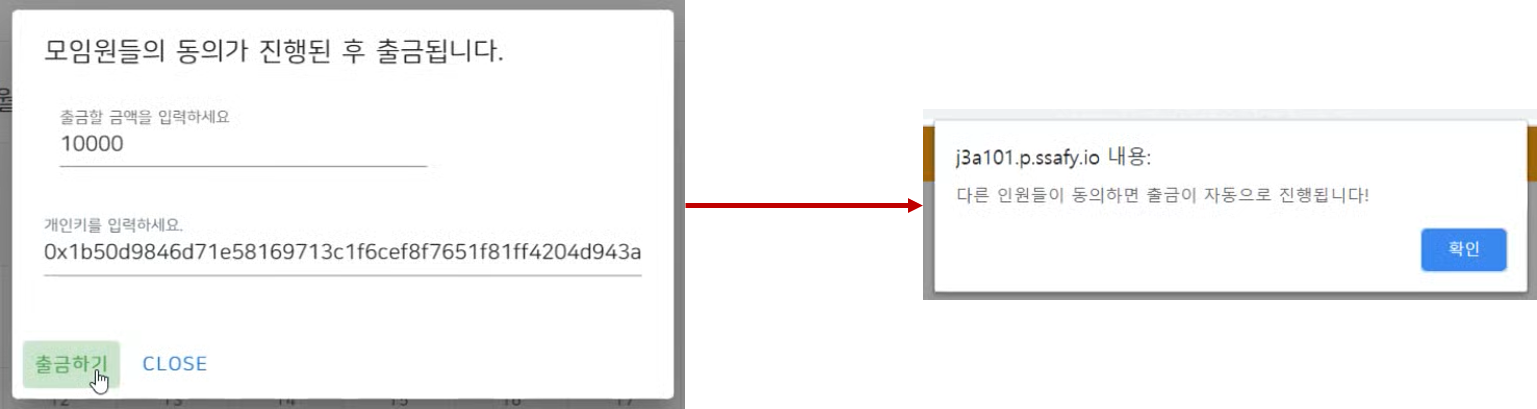 모임원들의 동의가 진행된 후 출금됩니다.
출금할 금액을 입력하세요
10000
개인키를 입력하세요.
0x1b50d9846d71e58169713c1f6cef8f7651f81ff4204d943a
출금하기 CLOSE
j3a101.p.ssafy.io 내용:
다른 인원들이 동의하면 출금이 자동으로 진행됩니다!
확인